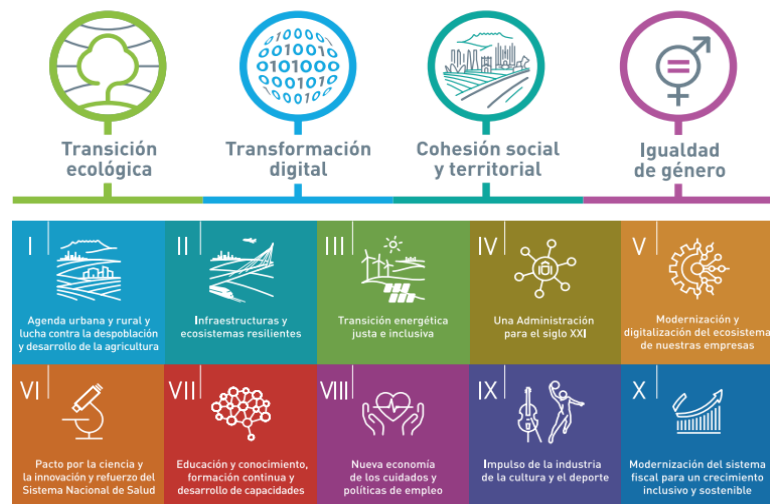 01001
101000
000101
Transición
ecológica
Transformación
digital
Cohesión social
y territorial
Igualdad
de género
I
Agenda urbana y rural y
lucha contra la despoblación
y desarrollo de la agricultura
II
Infraestructuras y
ecosistemas resilientes
III
Transición energética
justa e inclusiva
IV
Una Administración
para el siglo XXI
V
Modernización y
digitalización del ecosistema
de nuestras empresas
VI
Pacto por la ciencia y
la innovación y refuerzo del
Sistema Nacional de Salud
VII
Educación y conocimiento,
formación continua y
desarrollo de capacidades
VIII
Nueva economía
de los cuidados y
políticas de empleo
IX
Impulso de la industria
de la cultura y el deporte
X
Modernización del sistema
fiscal para un crecimiento
inclusivo y sostenible